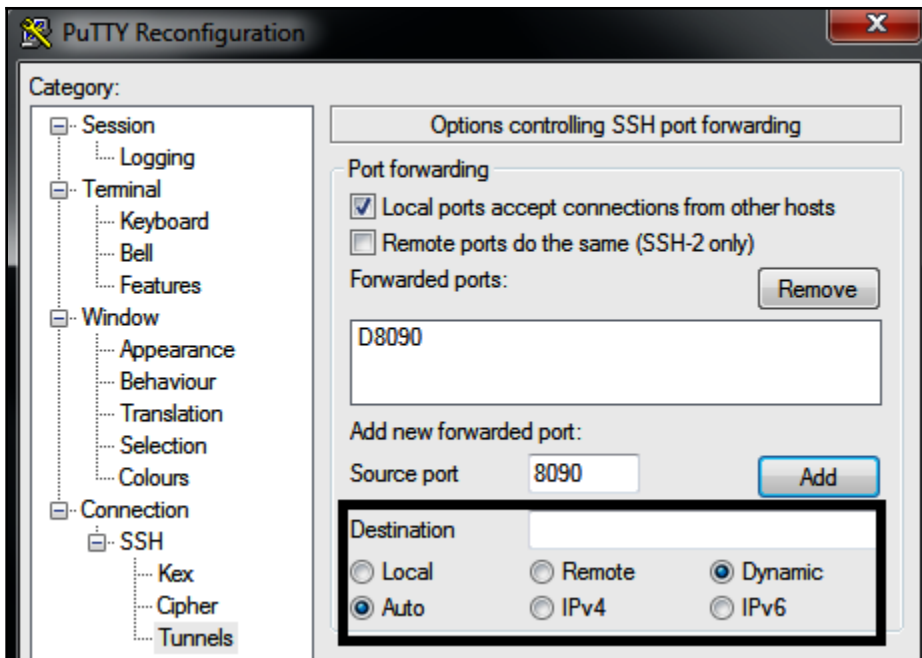 PuTTY Reconfiguration
Category:
Session
Logging
Terminal
Keyboard
Bell
Features
Window
Appearance
Behaviour
Translation
Selection
Colours
Connection
SSH
Kex
Cipher
Tunnels
Options controlling SSH port forwarding
Port forwarding
Local ports accept connections from other hosts
Remote ports do the same (SSH-2 only)
Forwarded ports:
Remove
D8090
Add new forwarded port:
Source port 8090 Add
Destination
Local Remote Dynamic
Auto IPv4 IPv6